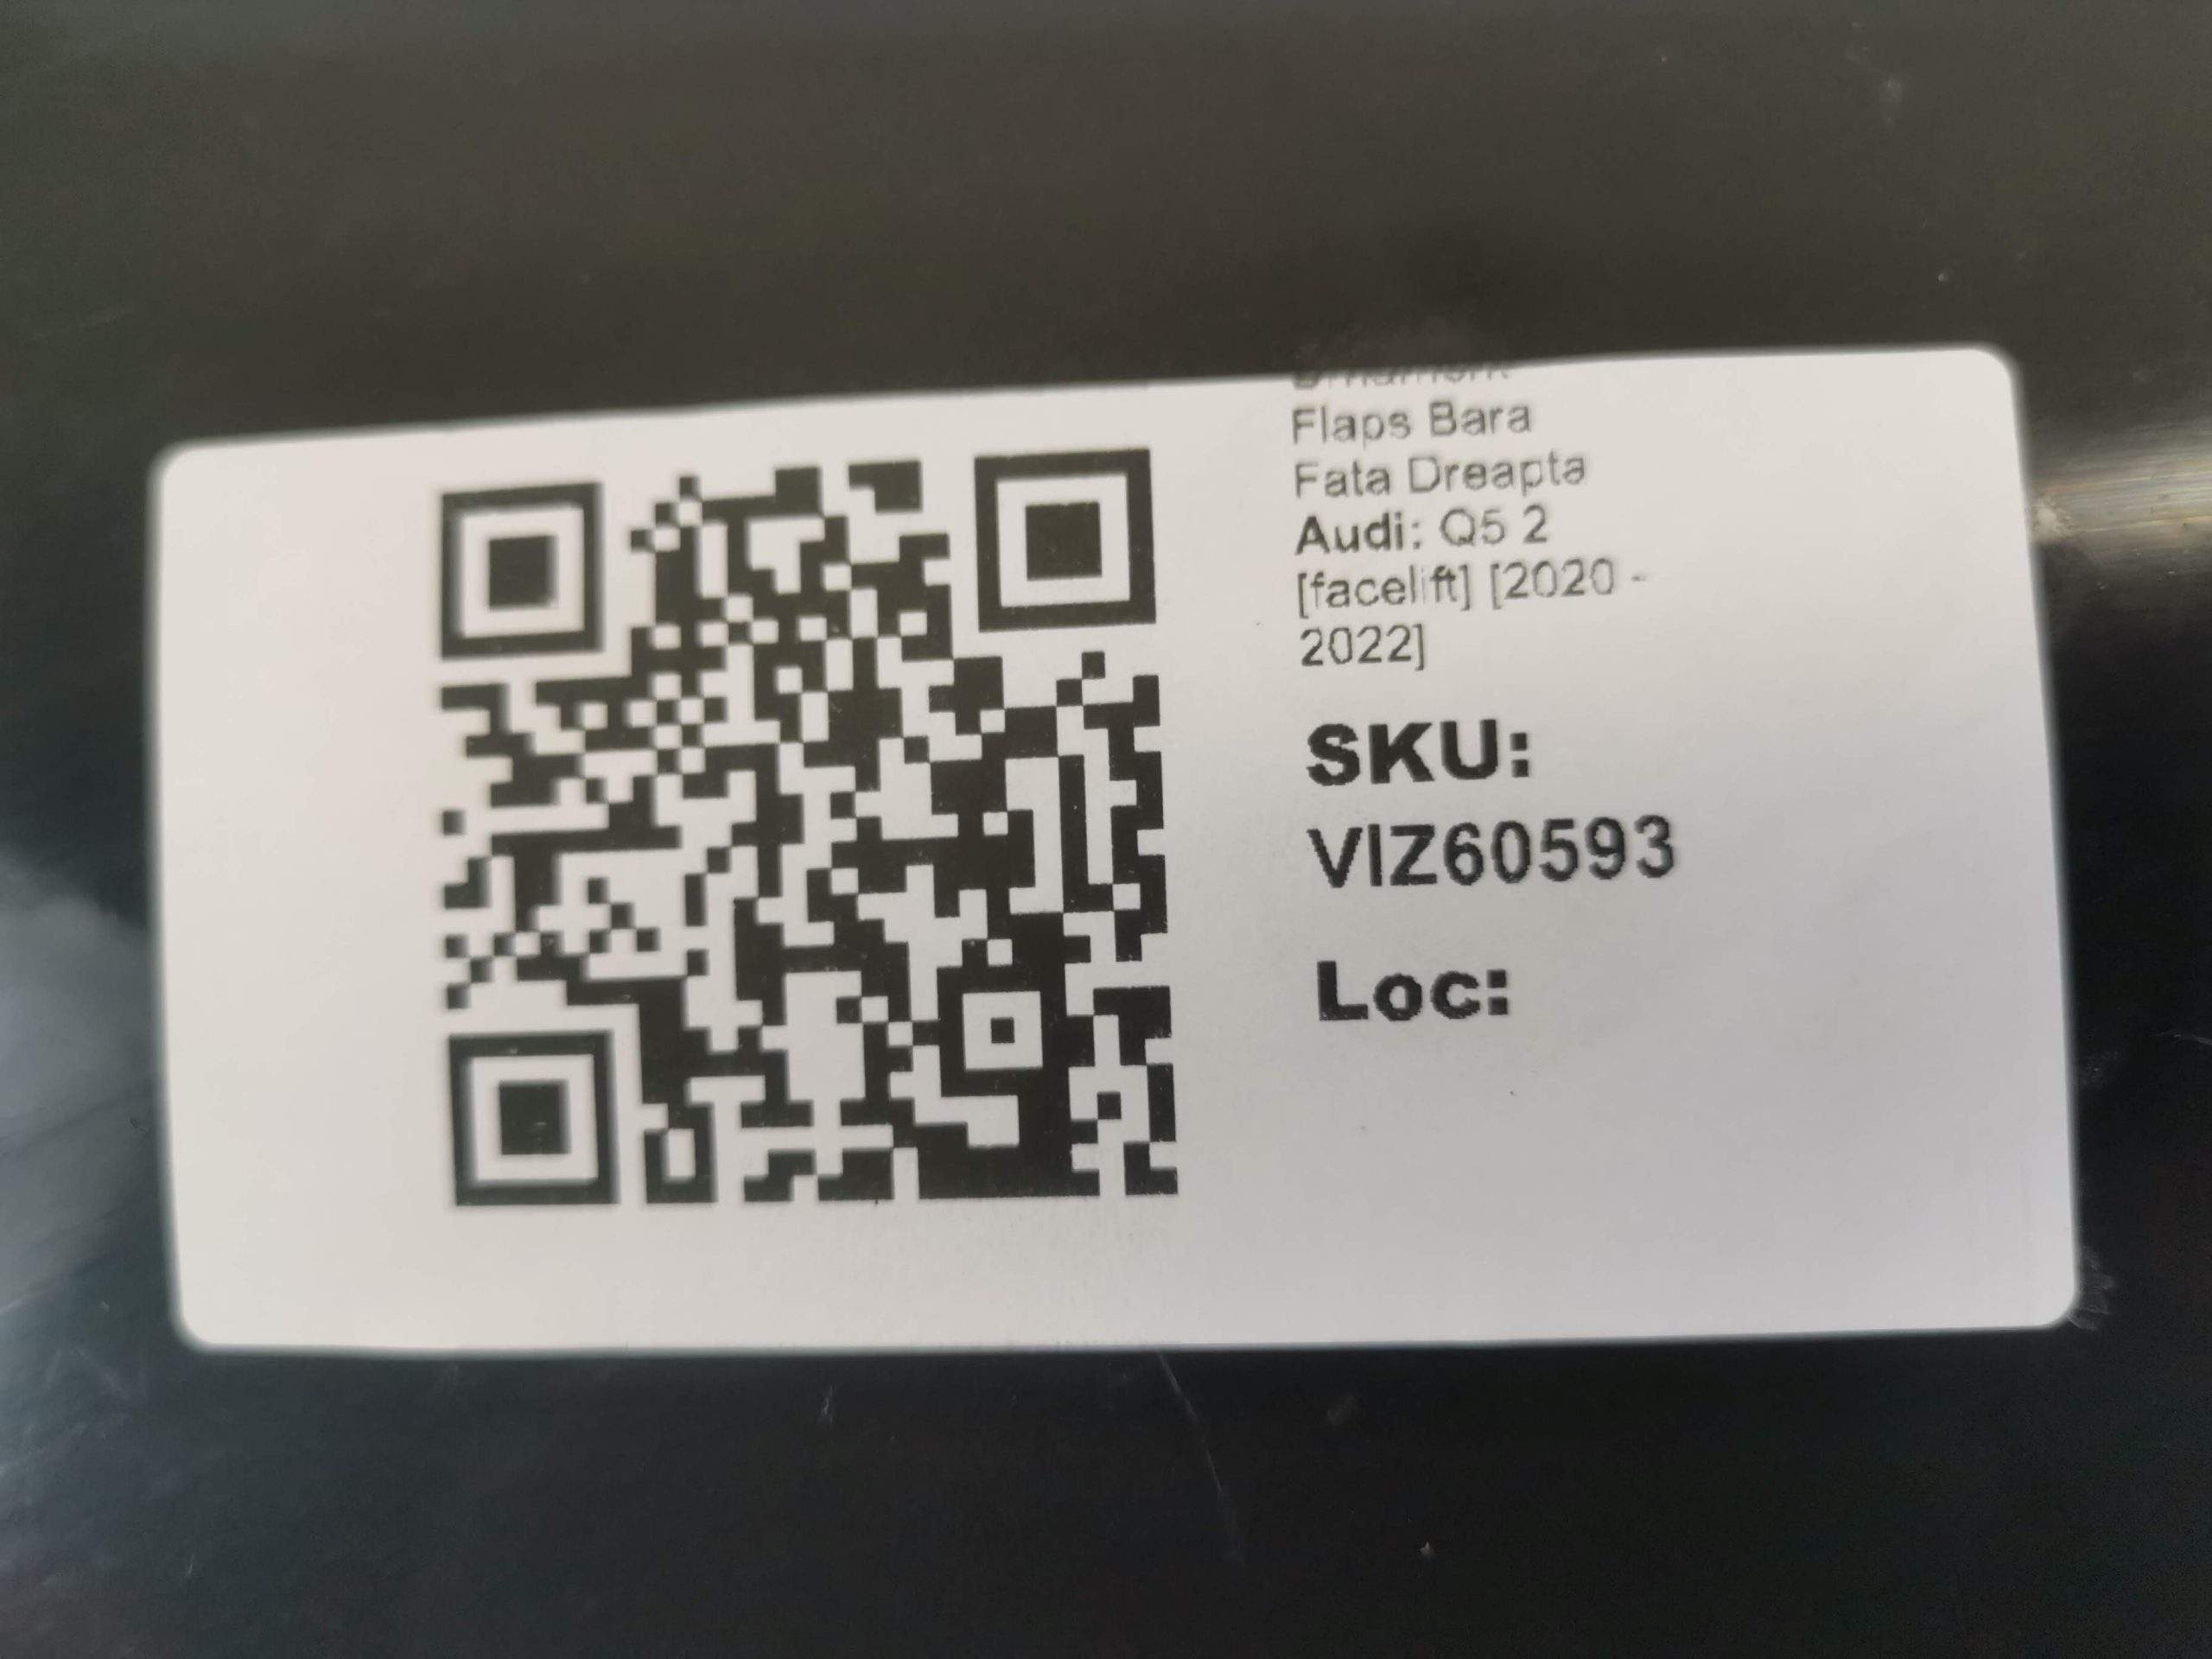 Flaps Bara
Fata Dreapta
Audi: Q5 2
[facelift] [2020 -
2022]
SKU:
VIZ60593
Loc: